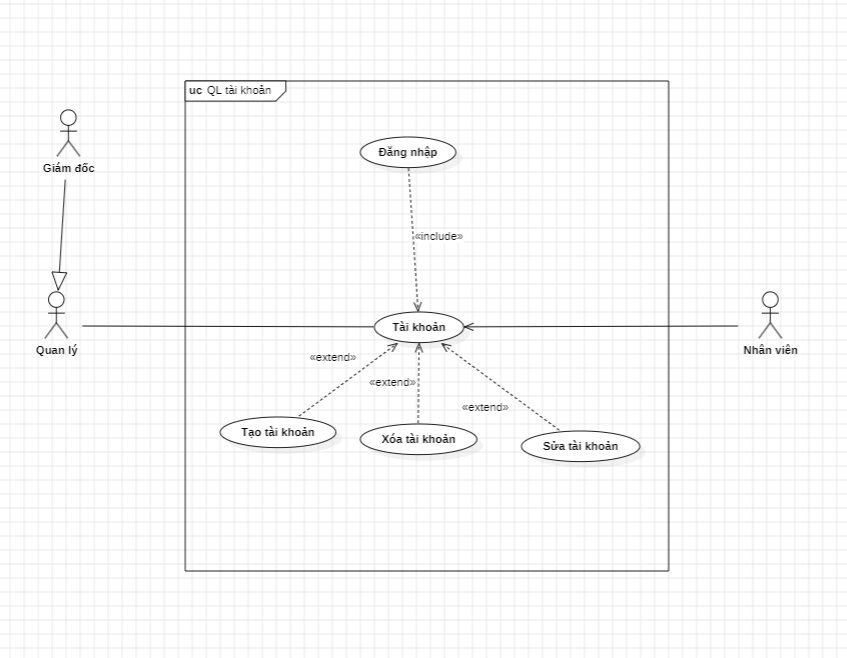 uc QL tài khoản
Giám đốc
Đăng nhập
«include»
Tài khoản
Quan lý
Nhân viên
«extend»
«extend»
«extend»
Tạo tài khoản
Xóa tài khoản
Sửa tài khoản